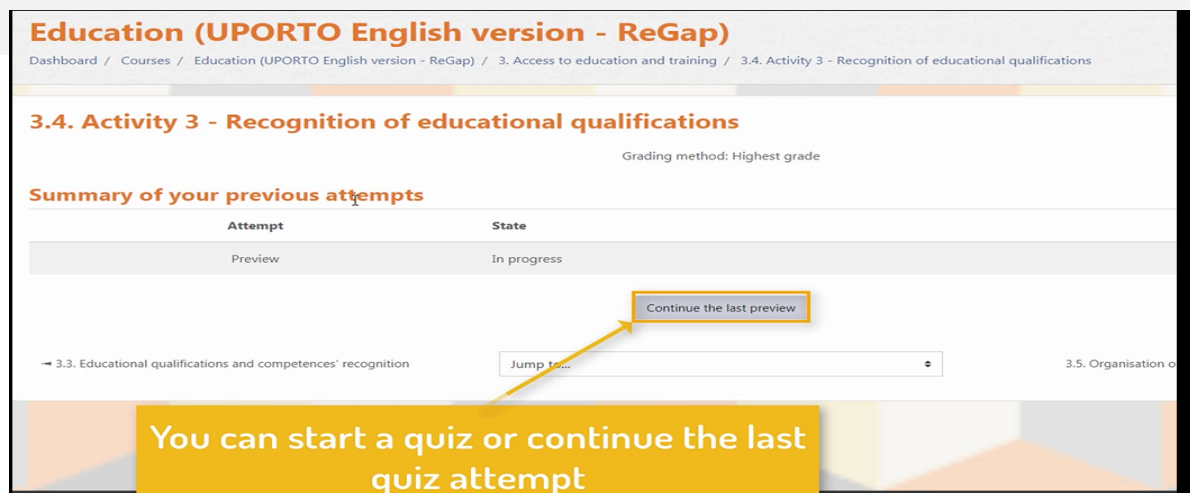 Education (UPORTO English version - ReGap)
Dashboard / Courses / Education (UPORTO English version - ReGap) / 3. Access to education and training / 3.4. Activity 3 - Recognition of educational qualifications
3.4. Activity 3 - Recognition of educational qualifications
Grading method: Highest grade
Summary of your previous attempts
Attempt State
Preview In progress
Continue the last preview
◄ 3.3. Educational qualifications and competences' recognition Jump to... 3.5. Organisation o
You can start a quiz or continue the last
quiz attempt